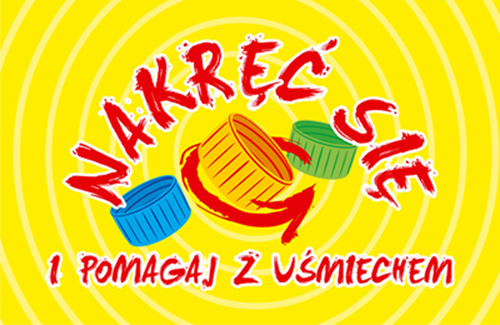 NAKRĘĆ SIĘ
I POMAGAJ Z UŚMIECHEM